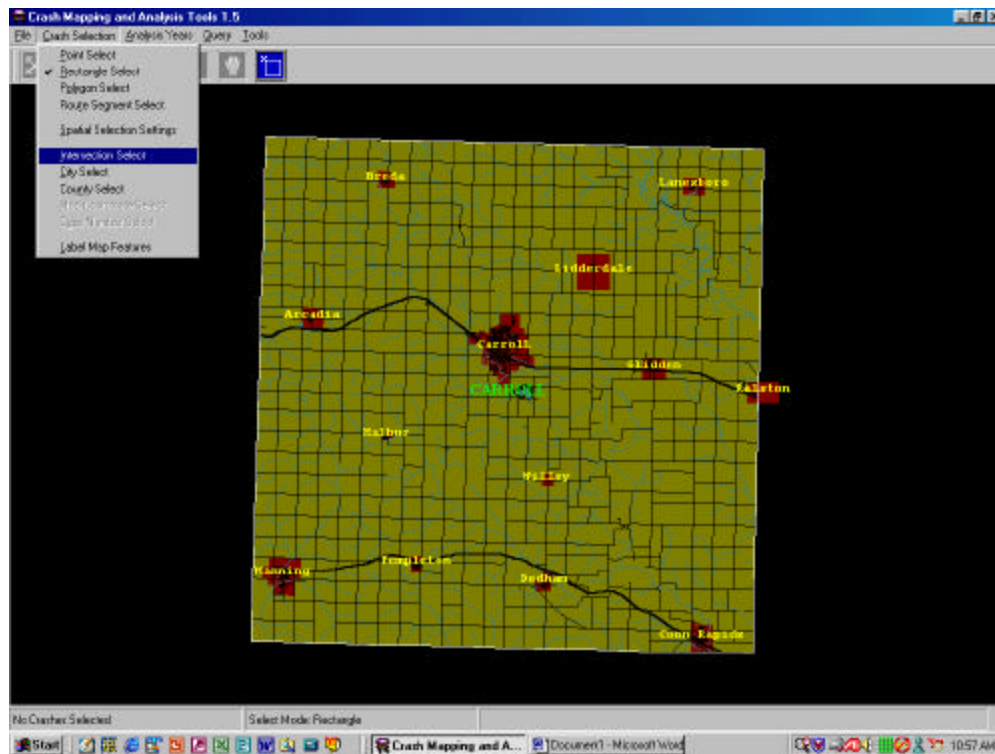 Crash Mapping and Analysis Tools 1.5
File Crash Selection Analysis Years Query Tools
Point Select
Rectangle Select
Polygon Select
Route Segment Select
Spatial Selection Settings
Intersection Select
City Select
County Select
Label Map Features
Breda
Lanesboro
Lidderdale
Arcadia
Carroll
Glidden
Ralston
CARROLL
Halbur
Willey
Manning
Templeton
Dedham
Coon Rapids
No Crashes Selected
Select Mode: Rectangle
Start
Crash Mapping and A...
Document1 - Microsoft Word
10:57 AM